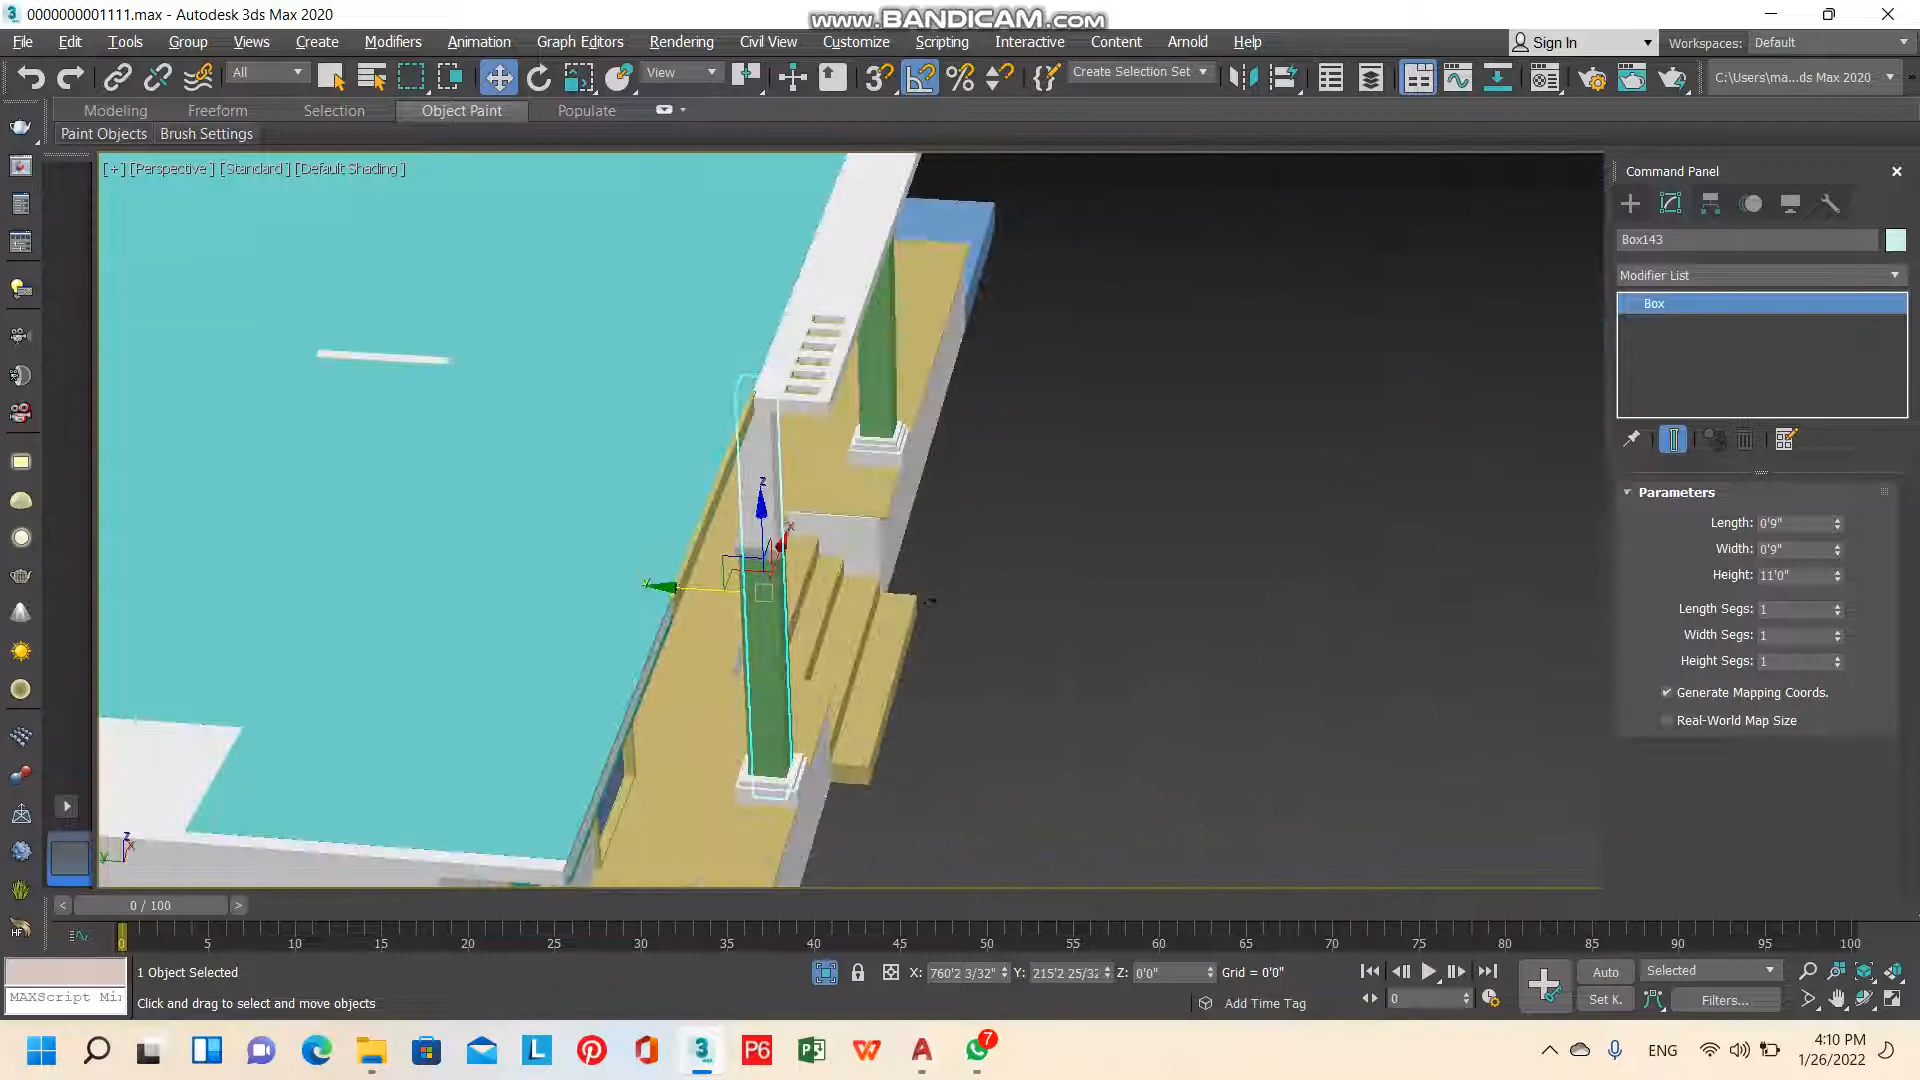 0000000001111.max - Autodesk 3ds Max 2020
www.BANDICAM.com
File Edit Tools Group Views Create Modifiers Animation Graph Editors Rendering Civil View Customize Scripting Interactive Content Arnold Help
Sign In
Workspaces: Default
All
View
Create Selection Set
C:\Users\ma...ds Max 2020
Modeling Freeform Selection Object Paint Populate
Paint Objects Brush Settings
[ + ] [Perspective ] [Standard ] [Default Shading ]
z
x
y
z
x
y
Command Panel
Box143
Modifier List
Box
Parameters
Length: 0'9"
Width: 0'9"
Height: 11'0"
Length Segs: 1
Width Segs: 1
Height Segs: 1
Generate Mapping Coords.
Real-World Map Size
< 0 / 100 >
0 5 10 15 20 25 30 35 40 45 50 55 60 65 70 75 80 85 90 95 100
1 Object Selected
X: 760'2 3/32" Y: 215'2 25/32 Z: 0'0" Grid = 0'0"
Auto Selected
MAXScript Mi
Click and drag to select and move objects
Add Time Tag
0
Set K. Filters...
7
ENG
4:10 PM
1/26/2022